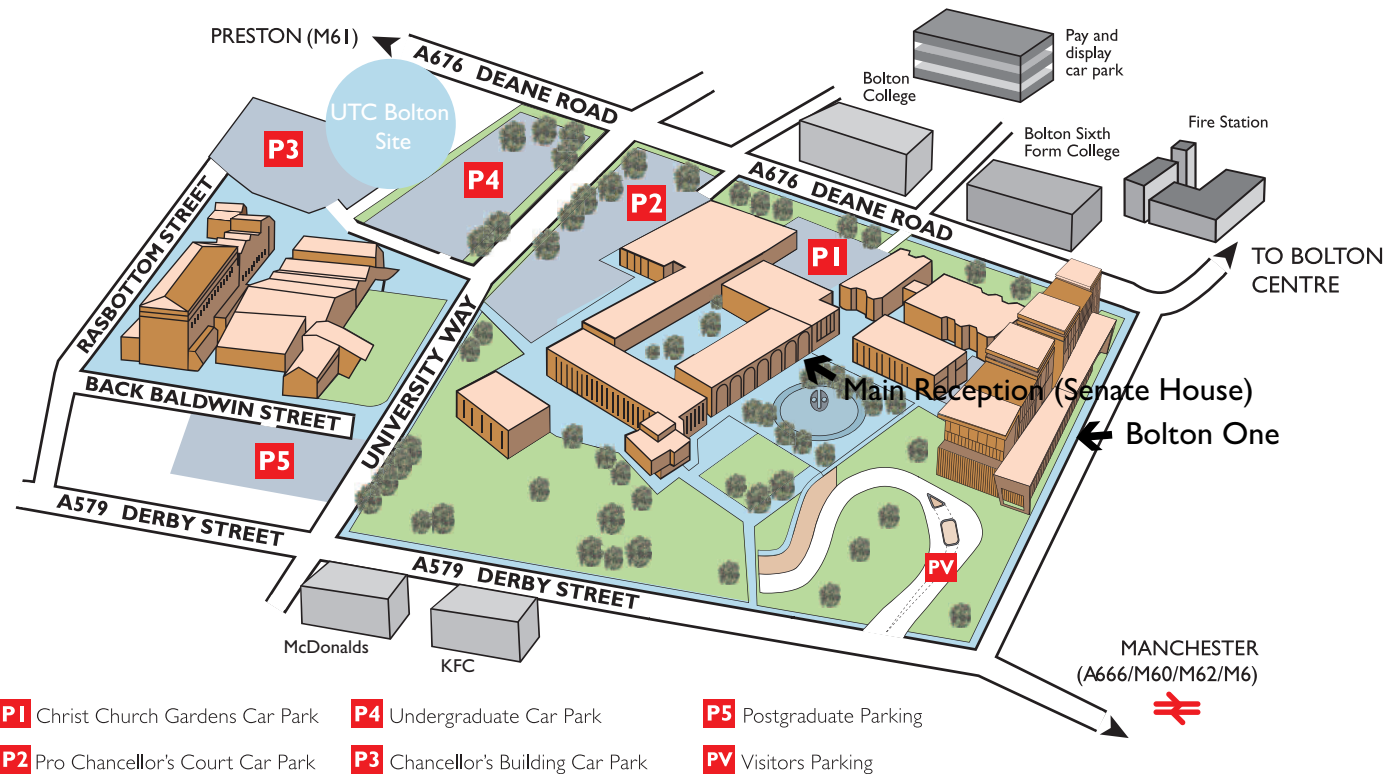 PRESTON (M61)
A676 DEANE ROAD
Pay and
display
car park
Bolton
College
UTC Bolton
Site
Fire Station
Bolton Sixth
Form College
P3
P4
P2
A676 DEANE ROAD
P1
TO BOLTON
CENTRE
RASBOTTOM STREET
UNIVERSITY WAY
Main Reception (Senate House)
BACK BALDWIN STREET
Bolton One
P5
A579 DERBY STREET
A579 DERBY STREET
PV
McDonalds
KFC
MANCHESTER
(A666/M60/M62/M6)
P1 Christ Church Gardens Car Park
P4 Undergraduate Car Park
P5 Postgraduate Parking
P2 Pro Chancellor's Court Car Park
P3 Chancellor's Building Car Park
PV Visitors Parking